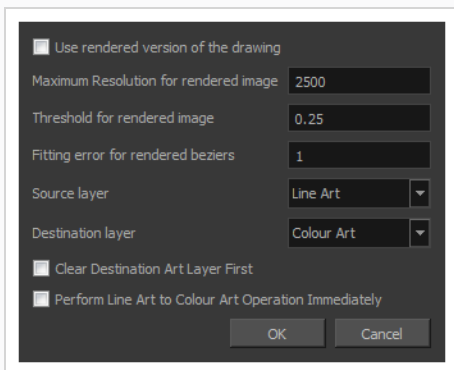 Use rendered version of the drawing
Maximum Resolution for rendered image 2500
Threshold for rendered image 0.25
Fitting error for rendered beziers 1
Source layer Line Art
Destination layer Colour Art
Clear Destination Art Layer First
Perform Line Art to Colour Art Operation Immediately
OK Cancel